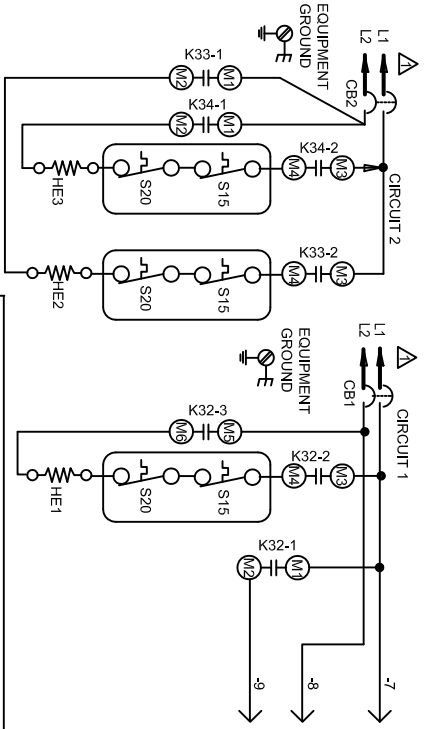 1
L1
L2
CB2
CIRCUIT 2
EQUIPMENT
GROUND
K33-1
M2
M1
K34-1
M2
M1
K34-2
M4
M3
S20
S15
HE3
K33-2
M4
M3
S20
S15
HE2
1
L1
L2
CB1
CIRCUIT 1
EQUIPMENT
GROUND
K32-3
M6
M5
K32-2
M4
M3
S20
S15
HE1
K32-1
M2
M1
-7
-8
-9